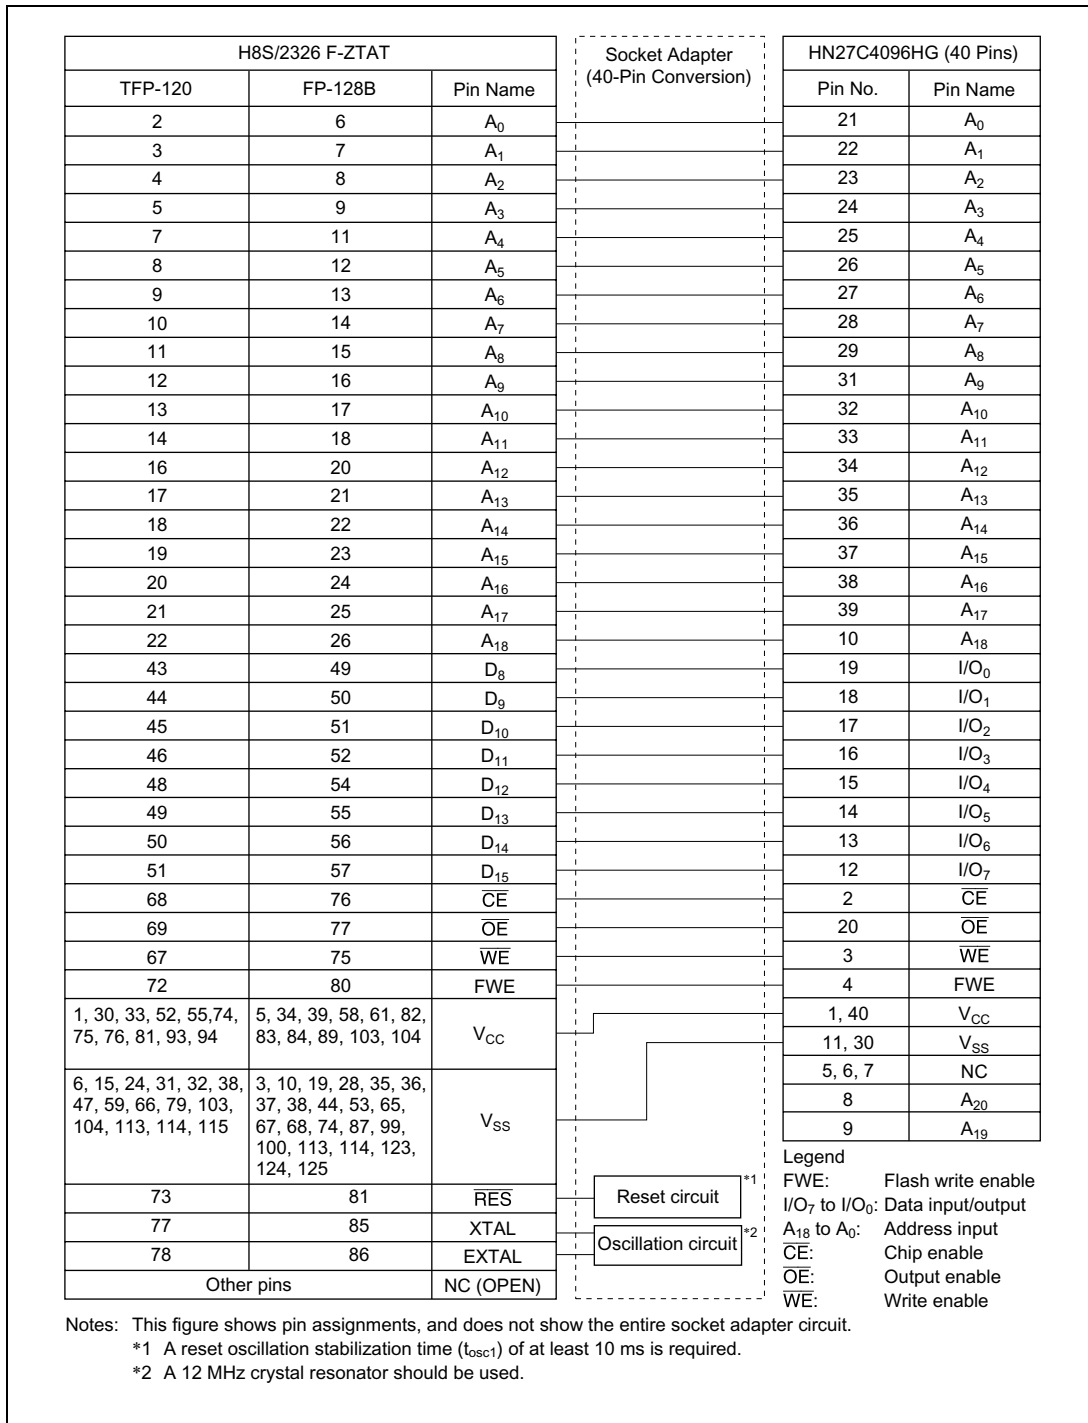 H8S/2326 F-ZTAT Socket Adapter HN27C4096HG (40 Pins)
TFP-120 FP-128B Pin Name (40-Pin Conversion) Pin No. Pin Name
2 6 A₀ 21 A₀
3 7 A₁ 22 A₁
4 8 A₂ 23 A₂
5 9 A₃ 24 A₃
7 11 A₄ 25 A₄
8 12 A₅ 26 A₅
9 13 A₆ 27 A₆
10 14 A₇ 28 A₇
11 15 A₈ 29 A₈
12 16 A₉ 31 A₉
13 17 A₁₀ 32 A₁₀
14 18 A₁₁ 33 A₁₁
16 20 A₁₂ 34 A₁₂
17 21 A₁₃ 35 A₁₃
18 22 A₁₄ 36 A₁₄
19 23 A₁₅ 37 A₁₅
20 24 A₁₆ 38 A₁₆
21 25 A₁₇ 39 A₁₇
22 26 A₁₈ 10 A₁₈
43 49 D₈ 19 I/O₀
44 50 D₉ 18 I/O₁
45 51 D₁₀ 17 I/O₂
46 52 D₁₁ 16 I/O₃
48 54 D₁₂ 15 I/O₄
49 55 D₁₃ 14 I/O₅
50 56 D₁₄ 13 I/O₆
51 57 D₁₅ 12 I/O₇
68 76 C̅E̅ 2 C̅E̅
69 77 O̅E̅ 20 O̅E̅
67 75 W̅E̅ 3 W̅E̅
72 80 FWE 4 FWE
1, 30, 33, 52, 55,74,
75, 76, 81, 93, 94
5, 34, 39, 58, 61, 82,
83, 84, 89, 103, 104
V_CC
1, 40 V_CC
11, 30 V_SS
5, 6, 7 NC
8 A₂₀
9 A₁₉
6, 15, 24, 31, 32, 38,
47, 59, 66, 79, 103,
104, 113, 114, 115
3, 10, 19, 28, 35, 36,
37, 38, 44, 53, 65,
67, 68, 74, 87, 99,
100, 113, 114, 123,
124, 125
V_SS
73 81 R̅E̅S̅ Reset circuit *1
77 85 XTAL Oscillation circuit *2
78 86 EXTAL
Other pins NC (OPEN)
Legend
FWE: Flash write enable
I/O₇ to I/O₀: Data input/output
A₁₈ to A₀: Address input
C̅E̅: Chip enable
O̅E̅: Output enable
W̅E̅: Write enable
Notes: This figure shows pin assignments, and does not show the entire socket adapter circuit.
*1 A reset oscillation stabilization time (t_osc1) of at least 10 ms is required.
*2 A 12 MHz crystal resonator should be used.